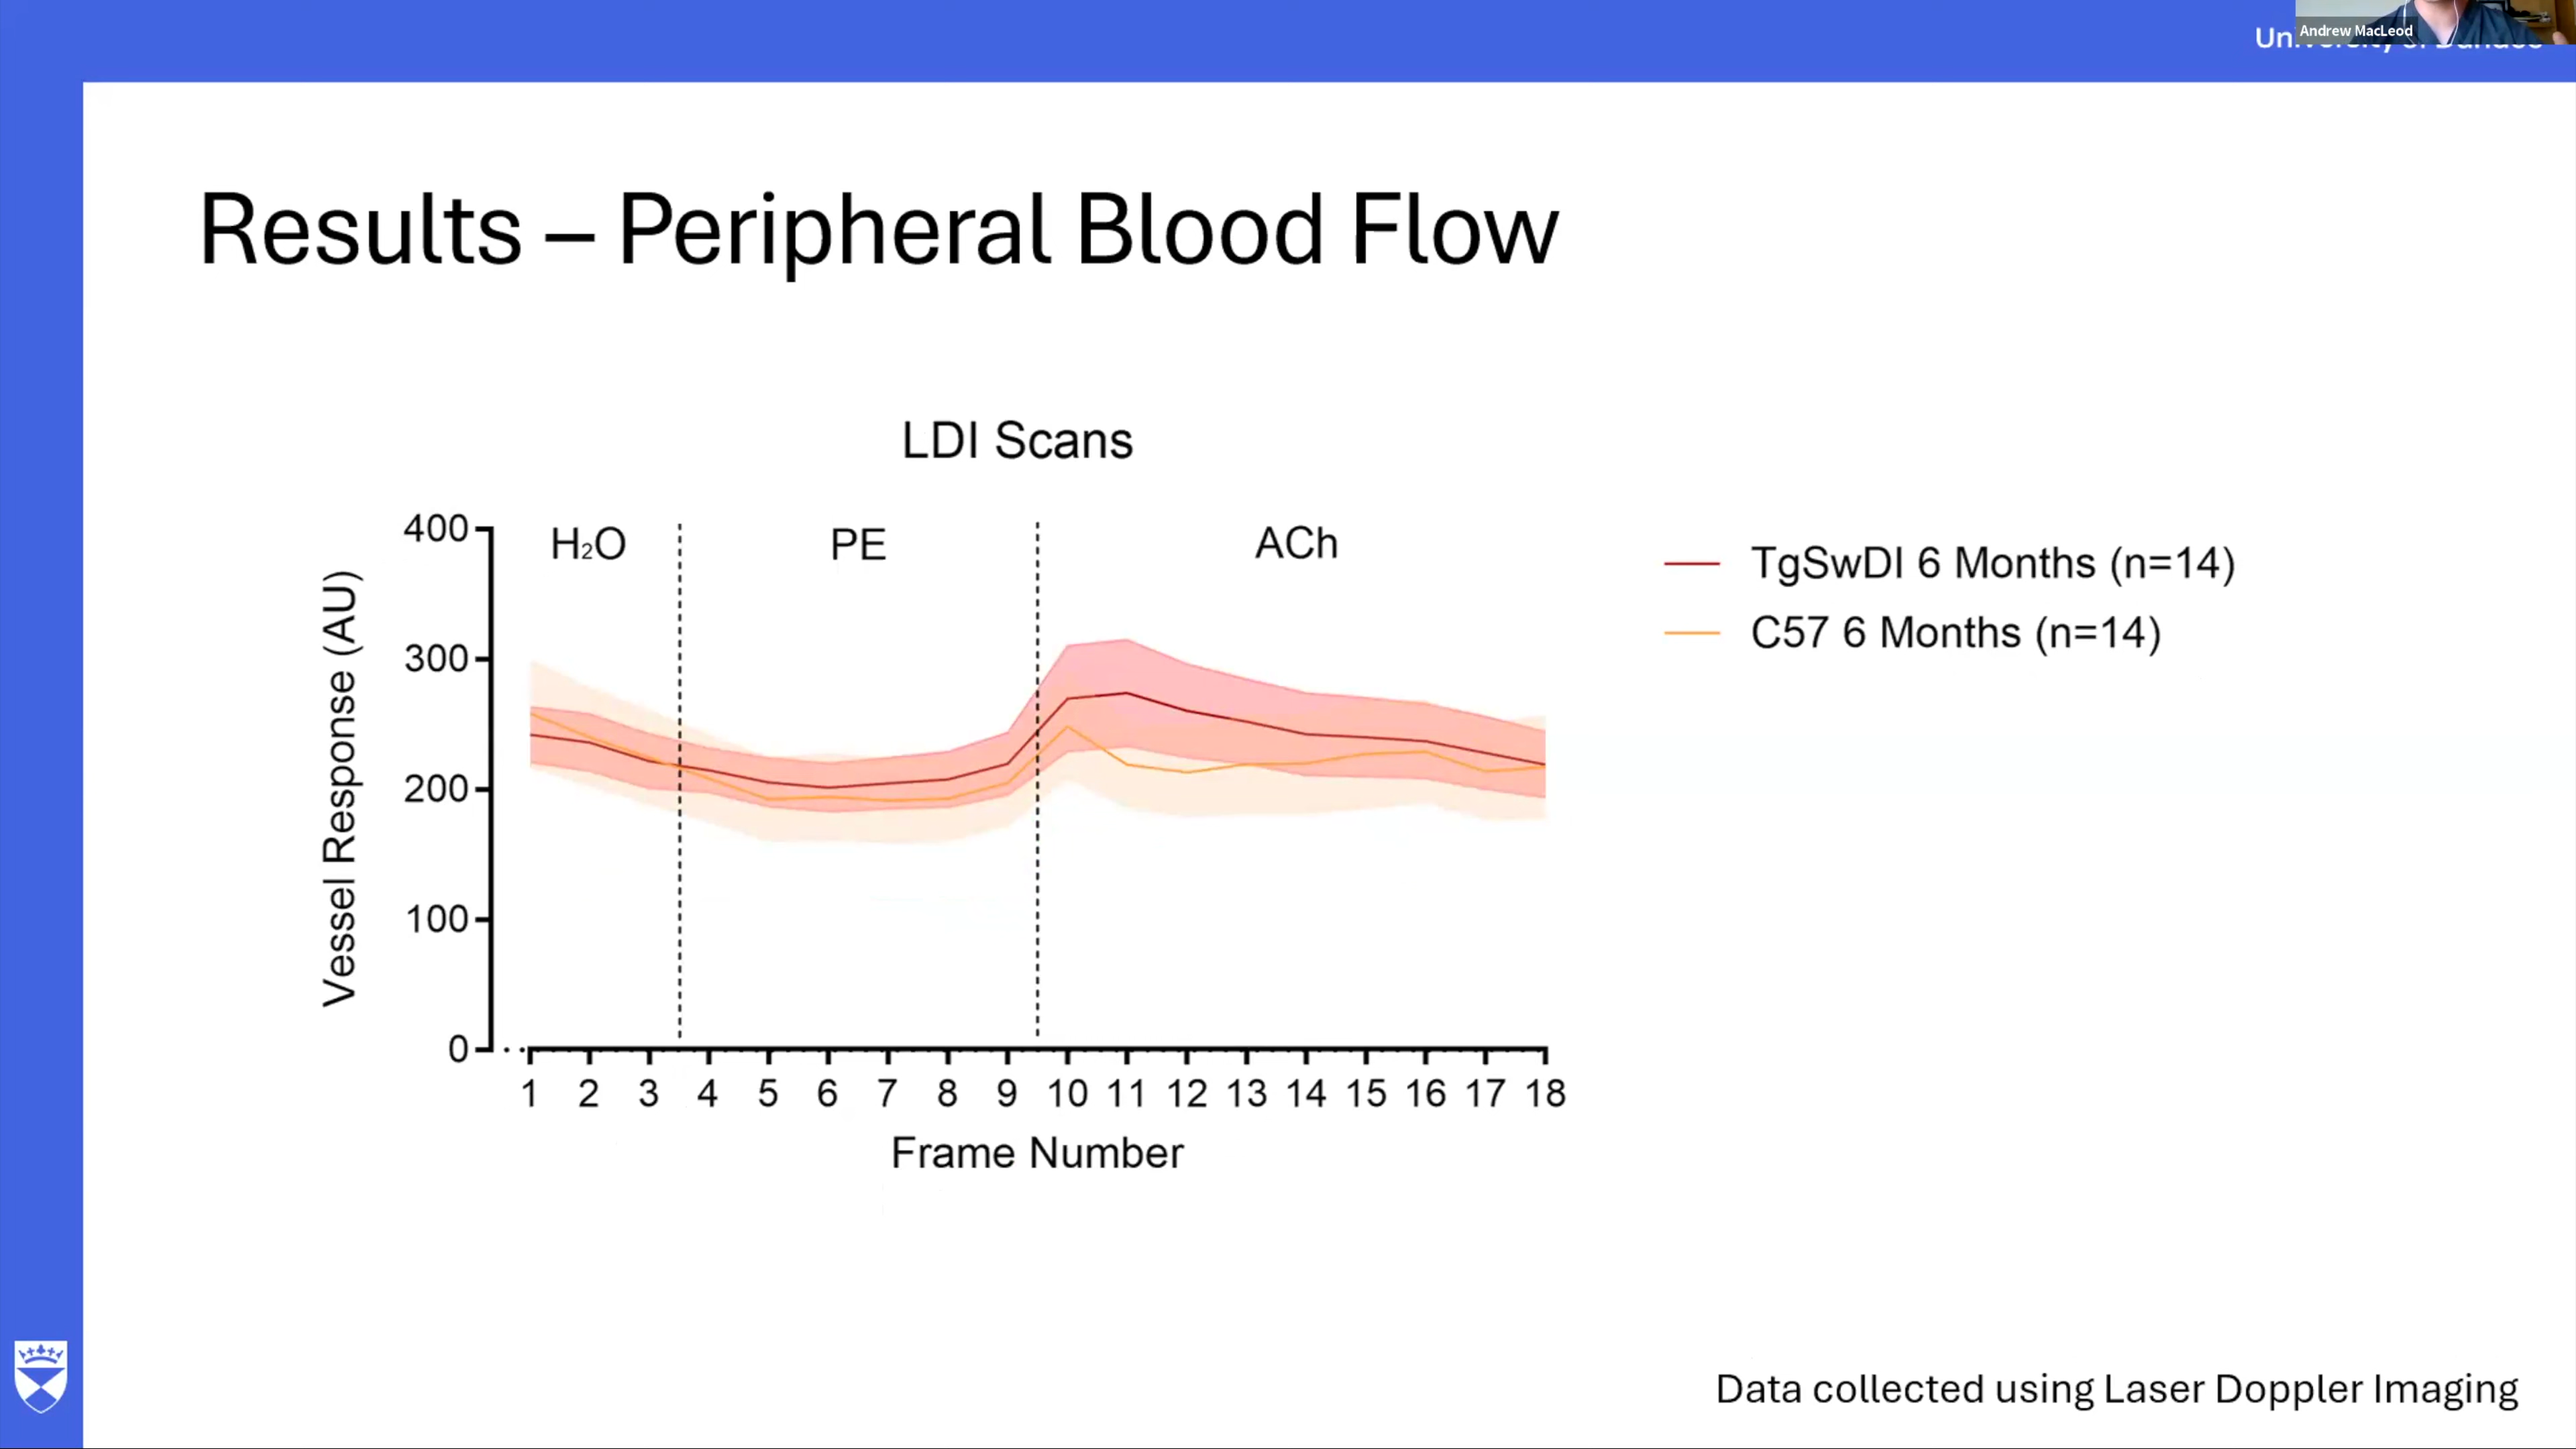 Andrew MacLeod
Results – Peripheral Blood Flow
LDI Scans
400
300
200
100
0
Vessel Response (AU)
H₂O
PE
ACh
TgSwDI 6 Months (n=14)
C57 6 Months (n=14)
1 2 3 4 5 6 7 8 9 10 11 12 13 14 15 16 17 18
Frame Number
Data collected using Laser Doppler Imaging